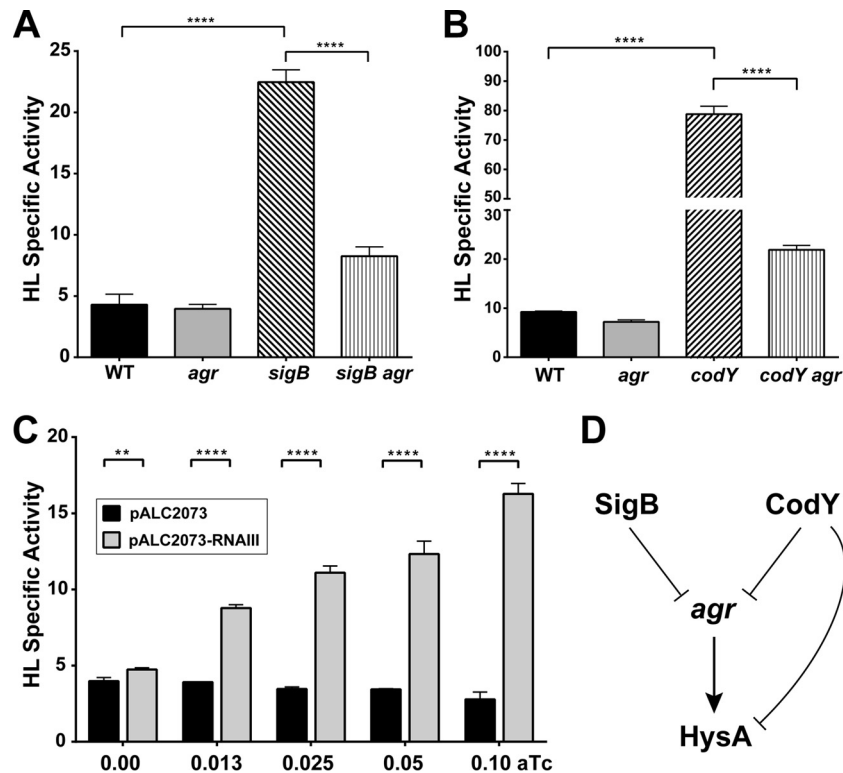 A
HL Specific Activity
25
20
15
10
5
0
****
****
WT agr sigB sigB agr
B
HL Specific Activity
100
90
80
70
60
50
30
20
10
0
****
****
WT agr codY codY agr
C
HL Specific Activity
20
15
10
5
0
** **** **** **** ****
pALC2073
pALC2073-RNAIII
0.00 0.013 0.025 0.05 0.10 aTc
D
SigB CodY
agr
HysA